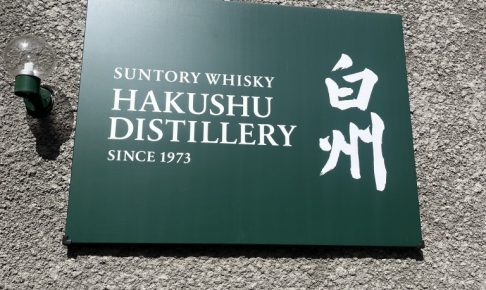 SUNTORY WHISKY
HAKUSHU
DISTILLERY
SINCE 1973
白州